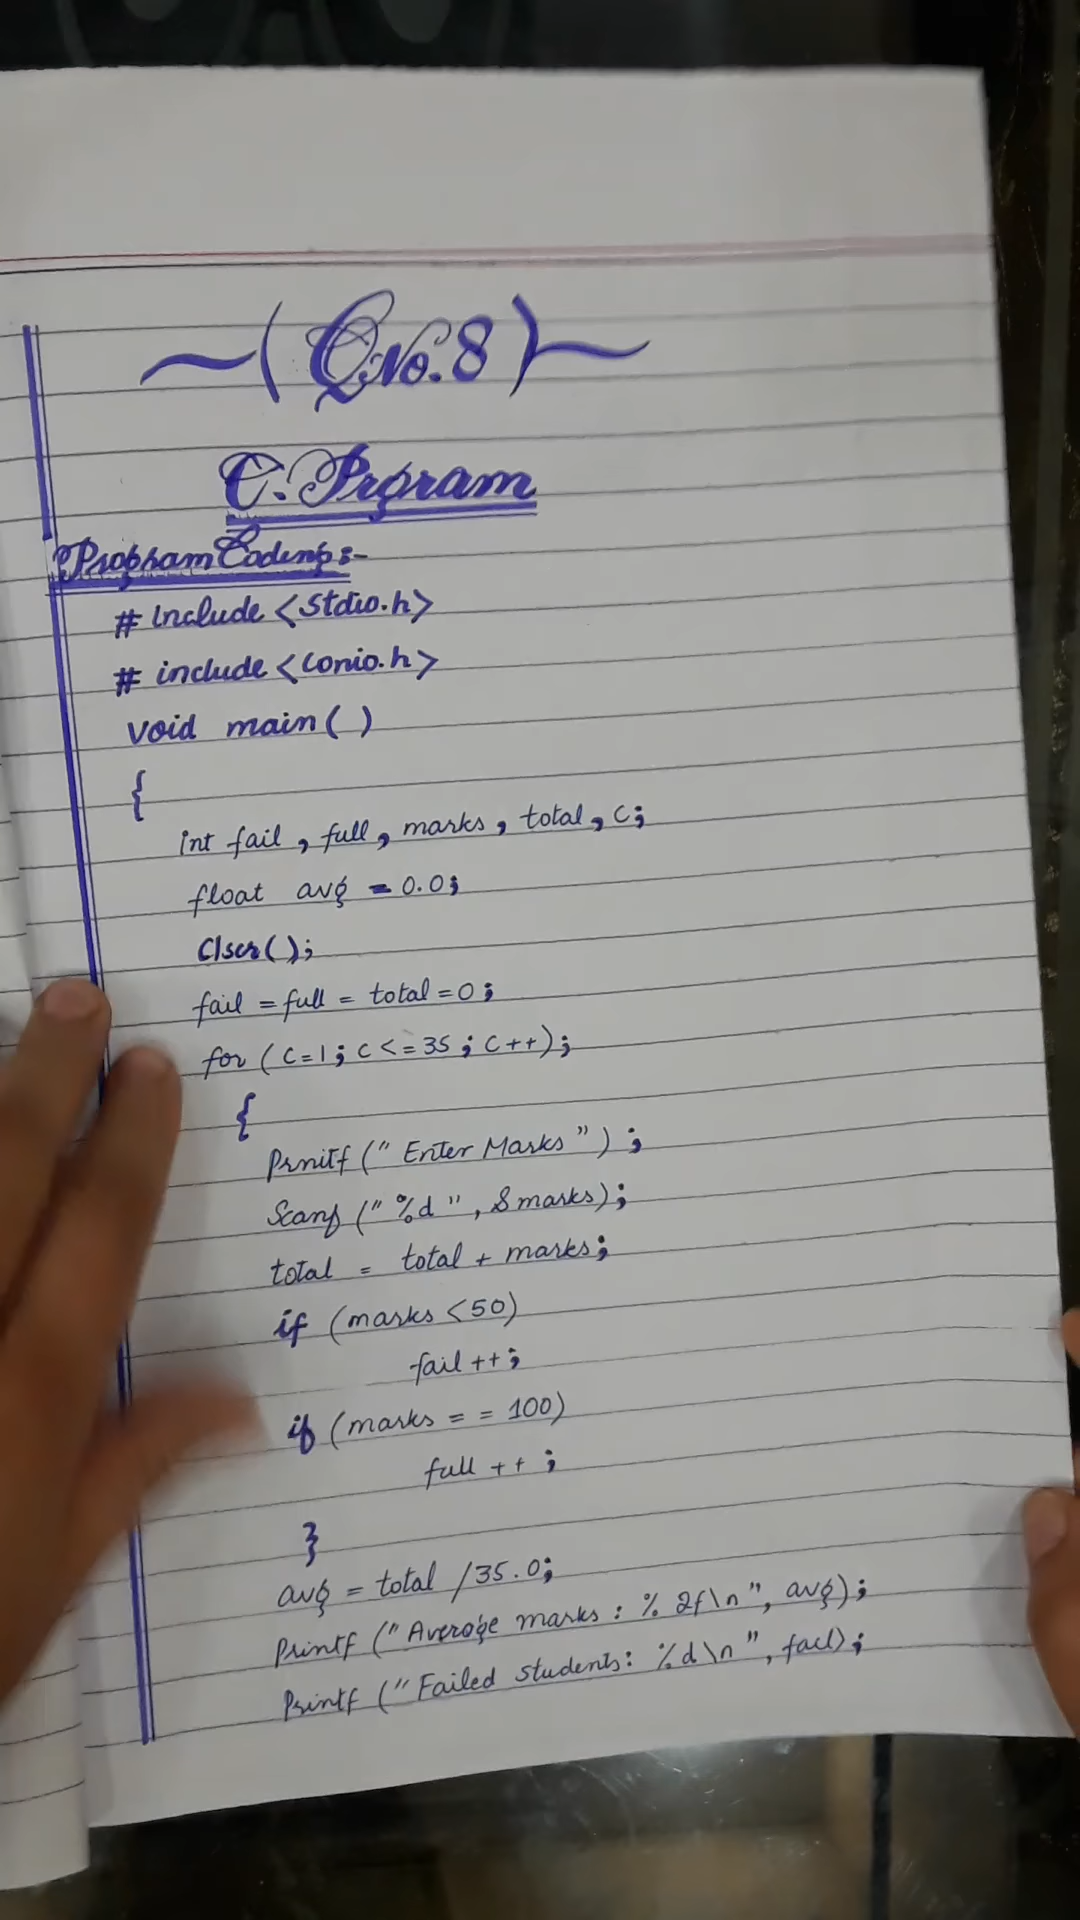 ~( Q.No.8 )~
C. Prgram
Program Coding:-
# Include <Stdio.h>
# include <conio.h>
void main( )
{
int fail, full, marks, total, C;
float avg = 0.0;
Clscr();
fail = full = total = 0;
for ( C=1; C <= 35; C++);
{
Prnitf (" Enter Marks ");
Scanf (" %d ", &marks);
total = total + marks;
if (marks < 50)
fail ++;
if (marks = = 100)
full ++;
}
avg = total / 35.0;
Printf ("Average marks : % 2f\n", avg);
Printf ("Failed students: %d\n", fail);